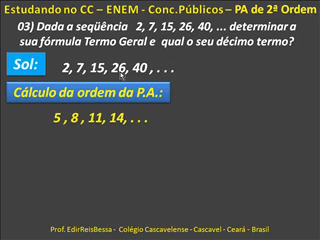 Estudando no CC – ENEM - Conc.Públicos – PA de 2ª Ordem
03) Dada a seqüência 2, 7, 15, 26, 40, ... determinar a
sua fórmula Termo Geral e qual o seu décimo termo?
Sol:
2, 7, 15, 26, 40 , . . .
Cálculo da ordem da P.A.:
5 , 8 , 11, 14, . . .
Prof. EdirReisBessa - Colégio Cascavelense - Cascavel - Ceará - Brasil